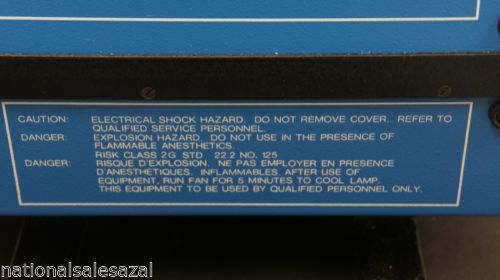 CAUTION: ELECTRICAL SHOCK HAZARD. DO NOT REMOVE COVER. REFER TO
QUALIFIED SERVICE PERSONNEL.
DANGER: EXPLOSION HAZARD. DO NOT USE IN THE PRESENCE OF
FLAMMABLE ANESTHETICS.
RISK CLASS 2G STD. 22.2 NO. 125
DANGER: RISQUE D'EXPLOSION. NE PAS EMPLOYER EN PRESENCE
D'ANESTHETIQUES. INFLAMMABLES. AFTER USE OF
EQUIPMENT, RUN FAN FOR 5 MINUTES TO COOL LAMP.
THIS EQUIPMENT TO BE USED BY QUALIFIED PERSONNEL ONLY.
nationalsalesazal